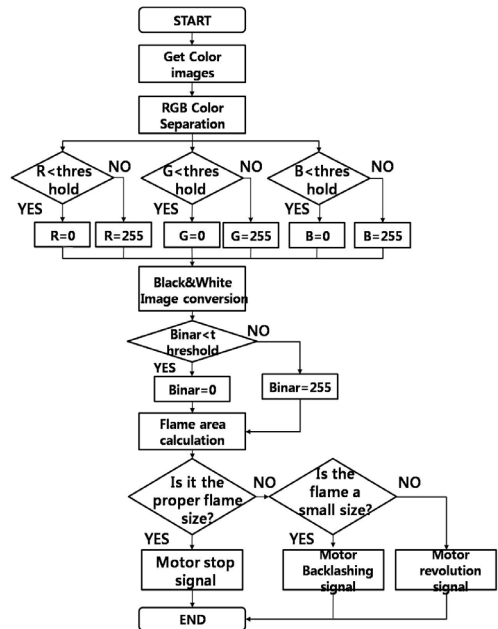 START
Get Color
images
RGB Color
Separation
R<thres
hold
NO
G<thres
hold
NO
B<thres
hold
NO
YES
YES
YES
R=0
R=255
G=0
G=255
B=0
B=255
Black&White
Image conversion
Binar<t
hreshold
NO
YES
Binar=0
Binar=255
Flame area
calculation
Is it the
proper flame
size?
NO
Is the
flame a
small size?
NO
YES
YES
Motor stop
signal
Motor
Backlashing
signal
Motor
revolution
signal
END